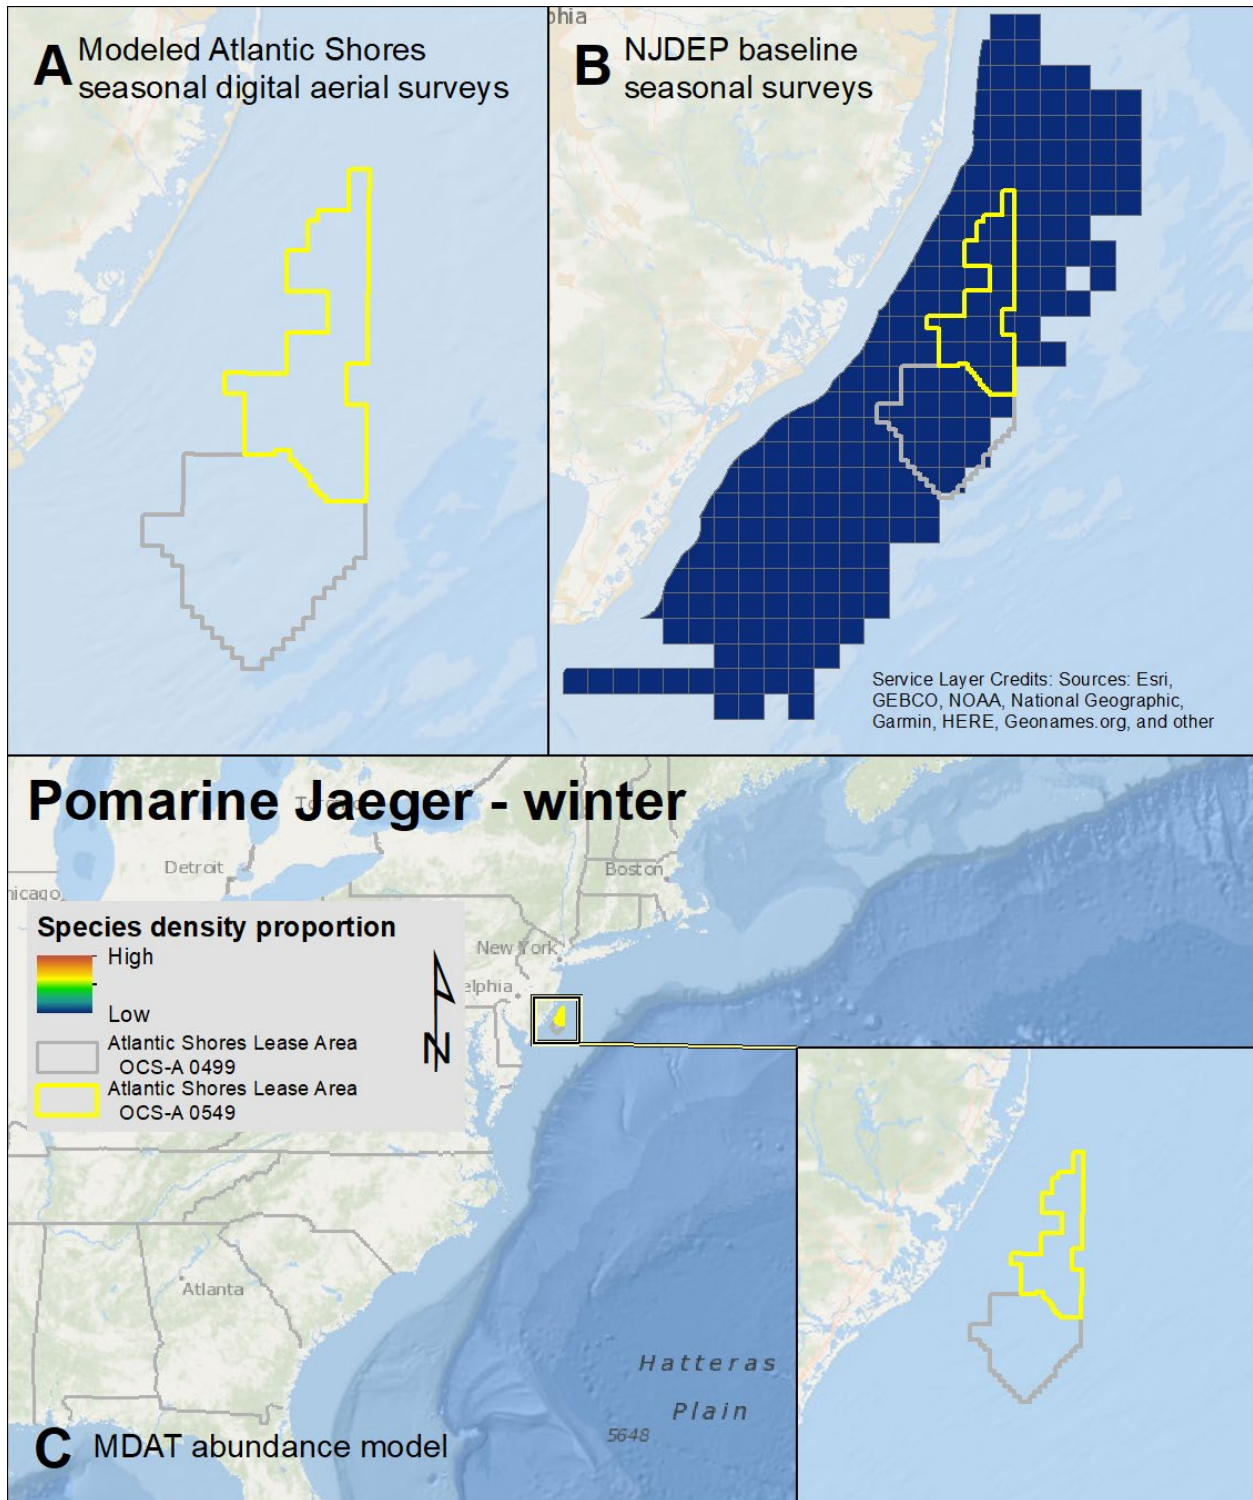 A Modeled Atlantic Shores
seasonal digital aerial surveys
phia
B NJDEP baseline
seasonal surveys
Service Layer Credits: Sources: Esri,
GEBCO, NOAA, National Geographic,
Garmin, HERE, Geonames.org, and other
Pomarine Jaeger - winter
Detroit
Boston
hicago
Species density proportion
High
Low
Atlantic Shores Lease Area
OCS-A 0499
Atlantic Shores Lease Area
OCS-A 0549
N
New York
elphia
Atlanta
Hatteras
Plain
5648
C MDAT abundance model